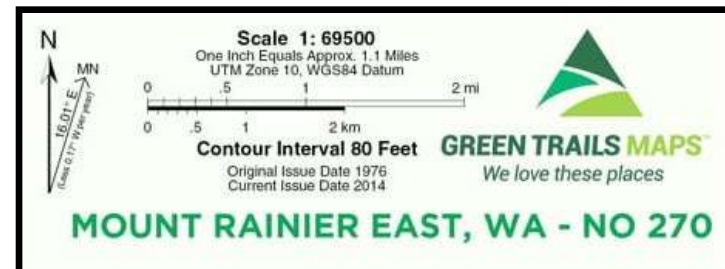 N
MN
16.01° E
(Less 0.17° W per year)
Scale 1: 69500
One Inch Equals Approx. 1.1 Miles
UTM Zone 10, WGS84 Datum
0 .5 1 2 mi
0 .5 1 2 km
Contour Interval 80 Feet
Original Issue Date 1976
Current Issue Date 2014
GREEN TRAILS MAPS™
We love these places
MOUNT RAINIER EAST, WA - NO 270